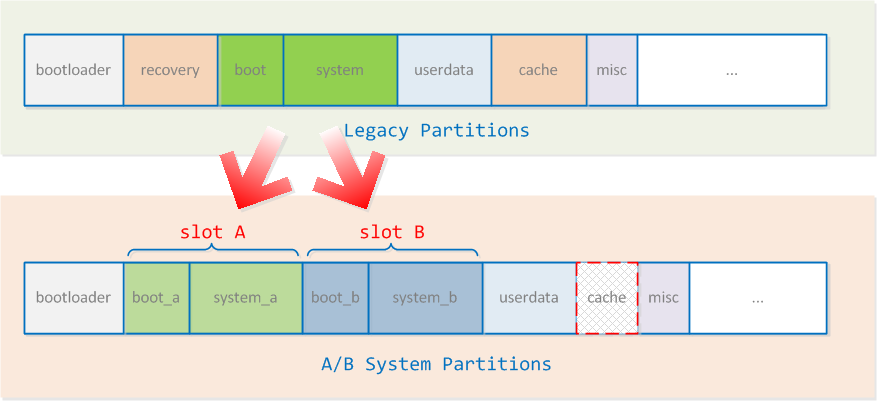 bootloader recovery boot system userdata cache misc ...
Legacy Partitions
slot A slot B
bootloader boot_a system_a boot_b system_b userdata cache misc ...
A/B System Partitions